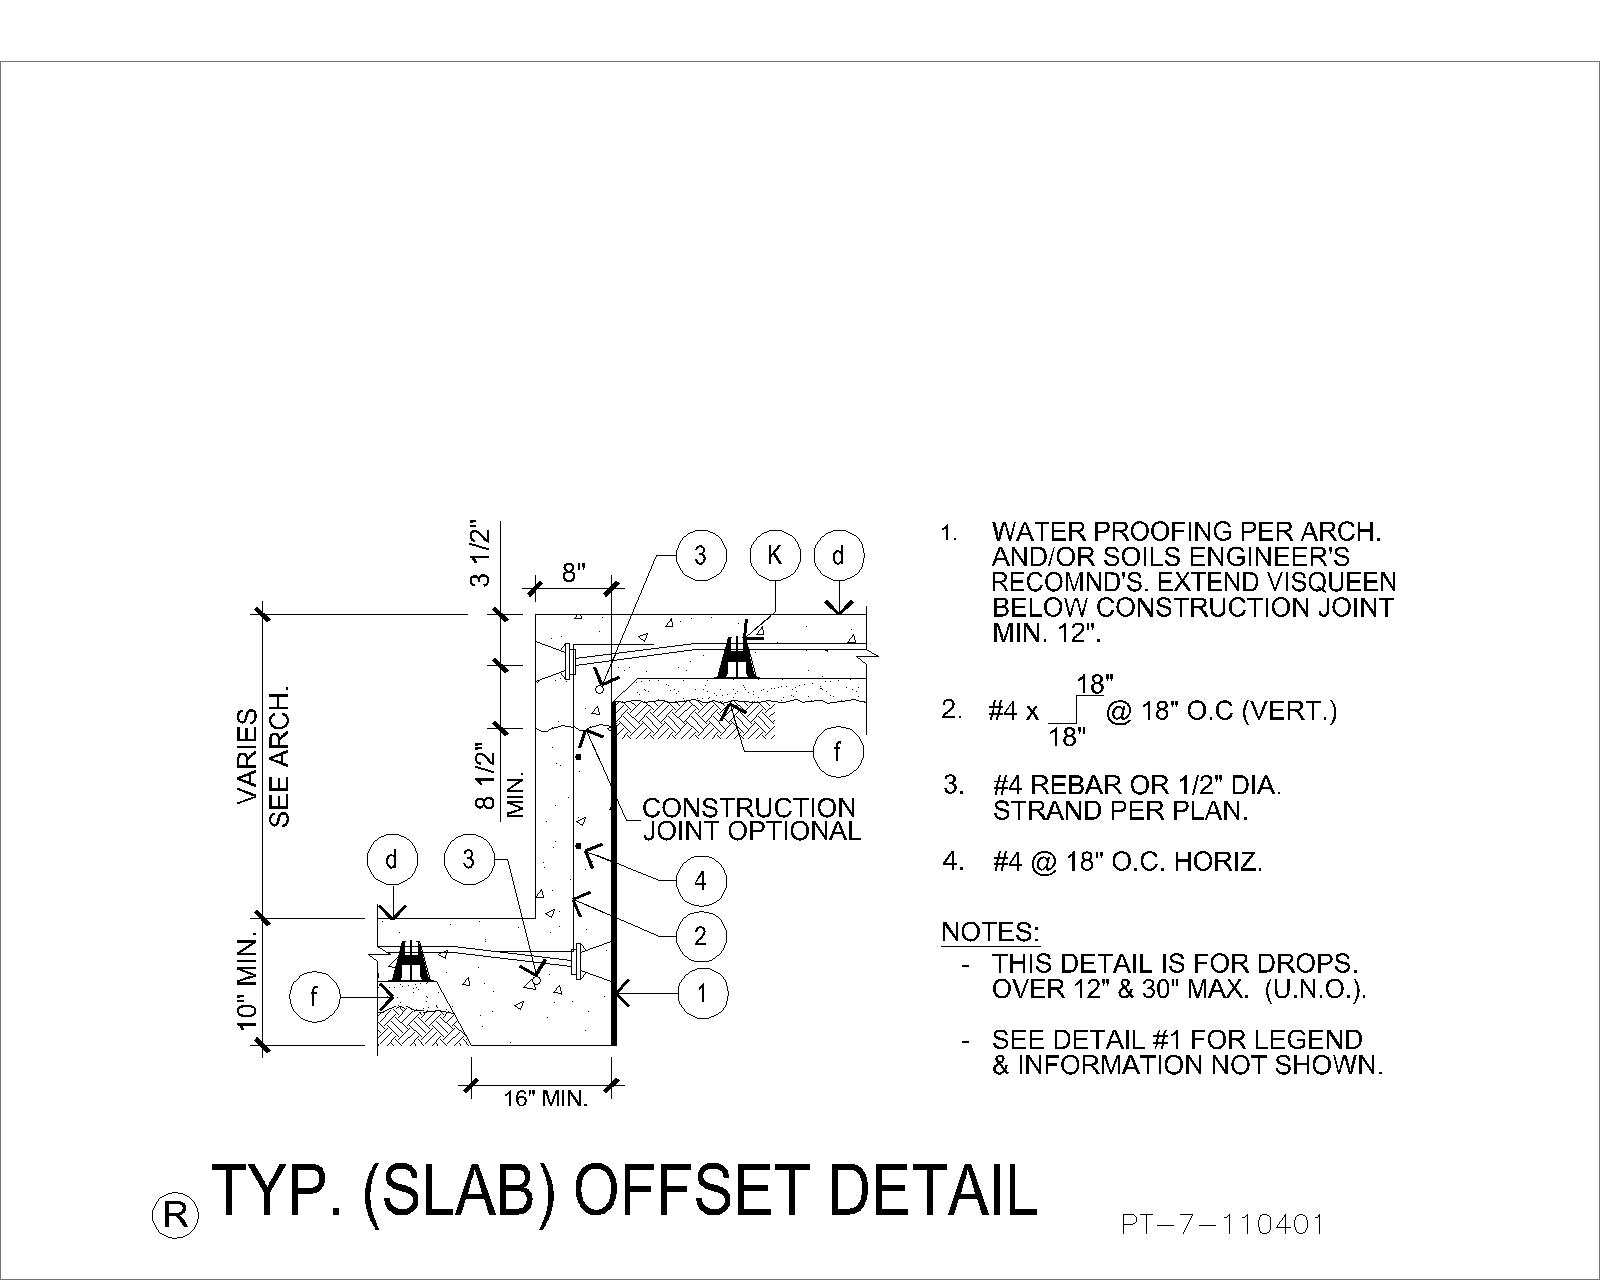 3 1/2"
8"
3
K
d
VARIES
SEE ARCH.
8 1/2"
MIN.
f
CONSTRUCTION
JOINT OPTIONAL
d
3
4
2
1
f
10" MIN.
16" MIN.
1. WATER PROOFING PER ARCH.
AND/OR SOILS ENGINEER'S
RECOMND'S. EXTEND VISQUEEN
BELOW CONSTRUCTION JOINT
MIN. 12".
18"
2. #4 x @ 18" O.C (VERT.)
18"
3. #4 REBAR OR 1/2" DIA.
STRAND PER PLAN.
4. #4 @ 18" O.C. HORIZ.
NOTES:
- THIS DETAIL IS FOR DROPS.
OVER 12" & 30" MAX. (U.N.O.).
- SEE DETAIL #1 FOR LEGEND
& INFORMATION NOT SHOWN.
R TYP. (SLAB) OFFSET DETAIL
PT-7-110401